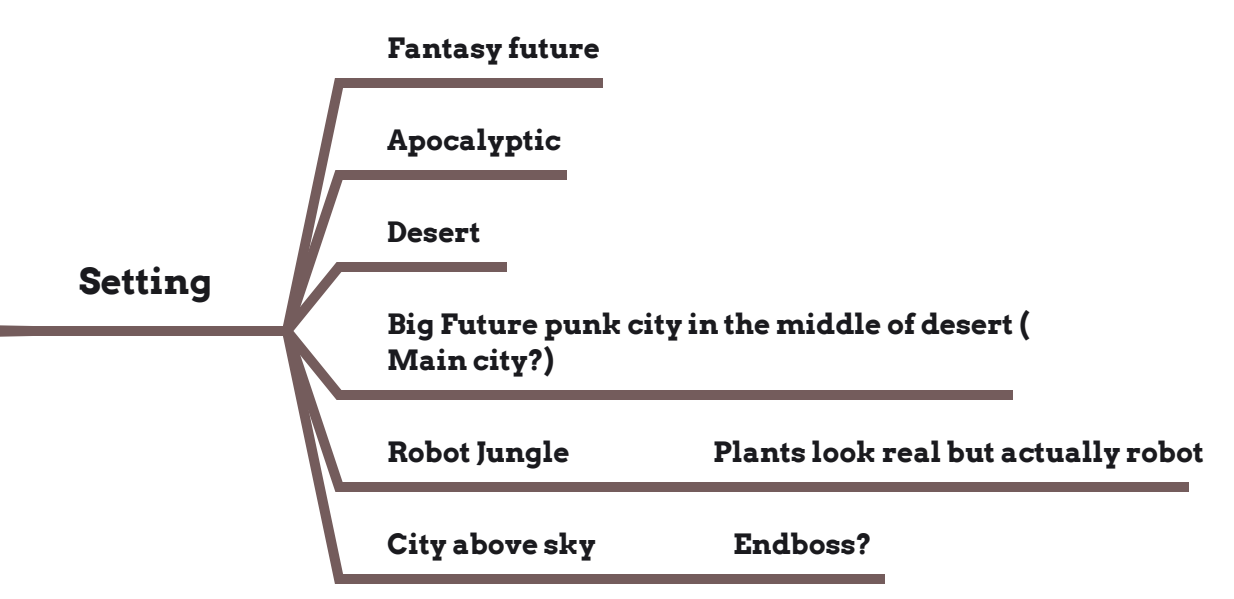 Fantasy future
Apocalyptic
Desert
Setting
Big Future punk city in the middle of desert (
Main city?)
Robot Jungle Plants look real but actually robot
City above sky Endboss?